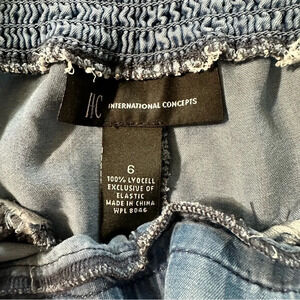 INC INTERNATIONAL CONCEPTS
6
100% LYOCELL
EXCLUSIVE OF
ELASTIC
MADE IN CHINA
WPL 8046